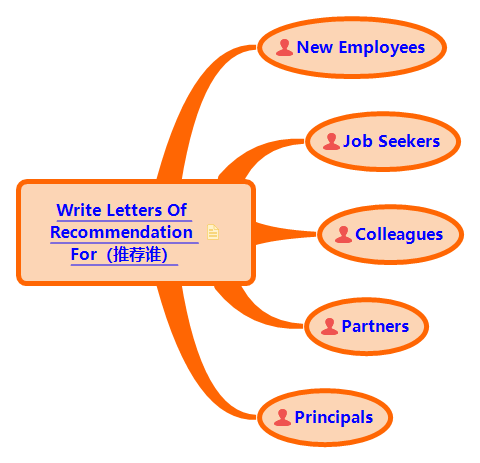 New Employees
Job Seekers
Write Letters Of
Recommendation
For（推荐谁）
Colleagues
Partners
Principals